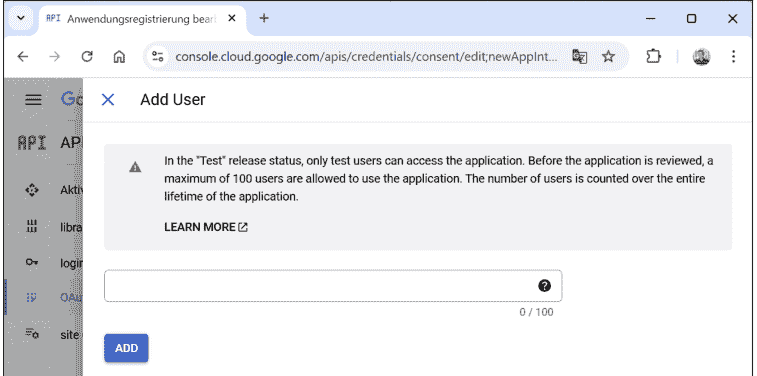 API Anwendungsregistrierung bear
console.cloud.google.com/apis/credentials/consent/edit;newAppInt...
Go
Add User
API AP
In the "Test" release status, only test users can access the application. Before the application is reviewed, a
maximum of 100 users are allowed to use the application. The number of users is counted over the entire
lifetime of the application.
Aktiv
libra
LEARN MORE
login
OAu
0 / 100
site
ADD